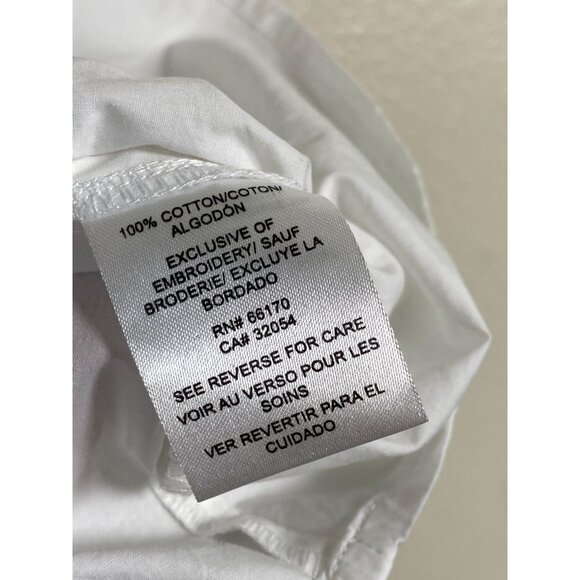 100% COTTON/COTON/
ALGODÓN
EXCLUSIVE OF
EMBROIDERY/ SAUF
BRODERIE/ EXCLUYE LA
BORDADO
RN# 66170
CA# 32054
SEE REVERSE FOR CARE
VOIR AU VERSO POUR LES
SOINS
VER REVERTIR PARA EL
CUIDADO